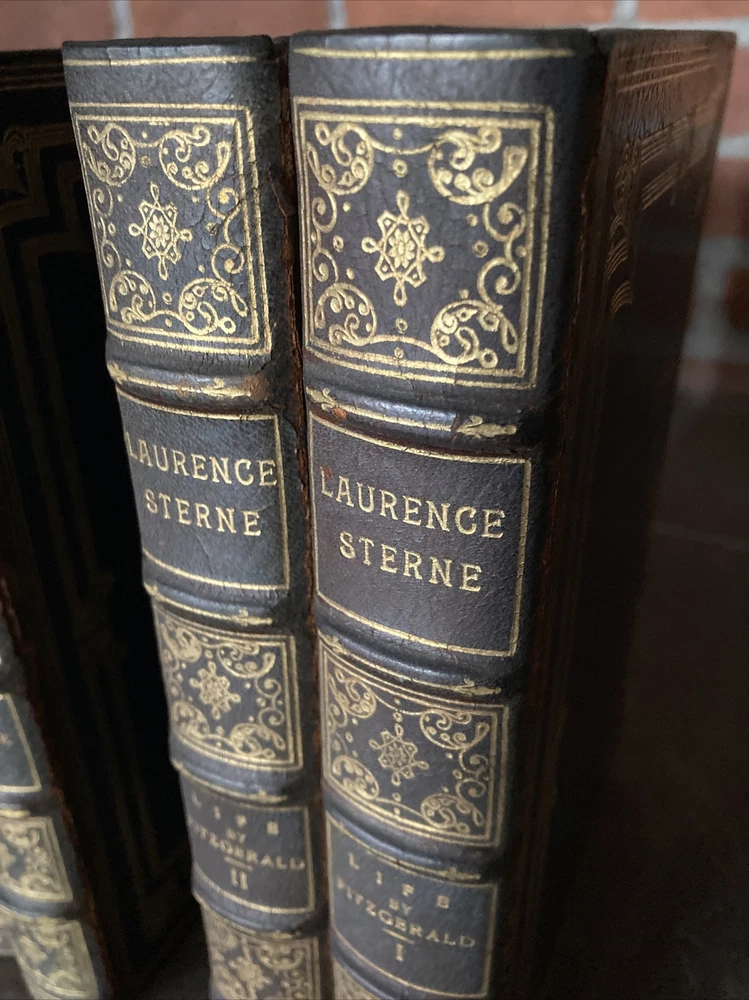 LAURENCE
STERNE
LIFE
BY
FITZGERALD
II
LAURENCE
STERNE
LIFE
BY
FITZGERALD
I